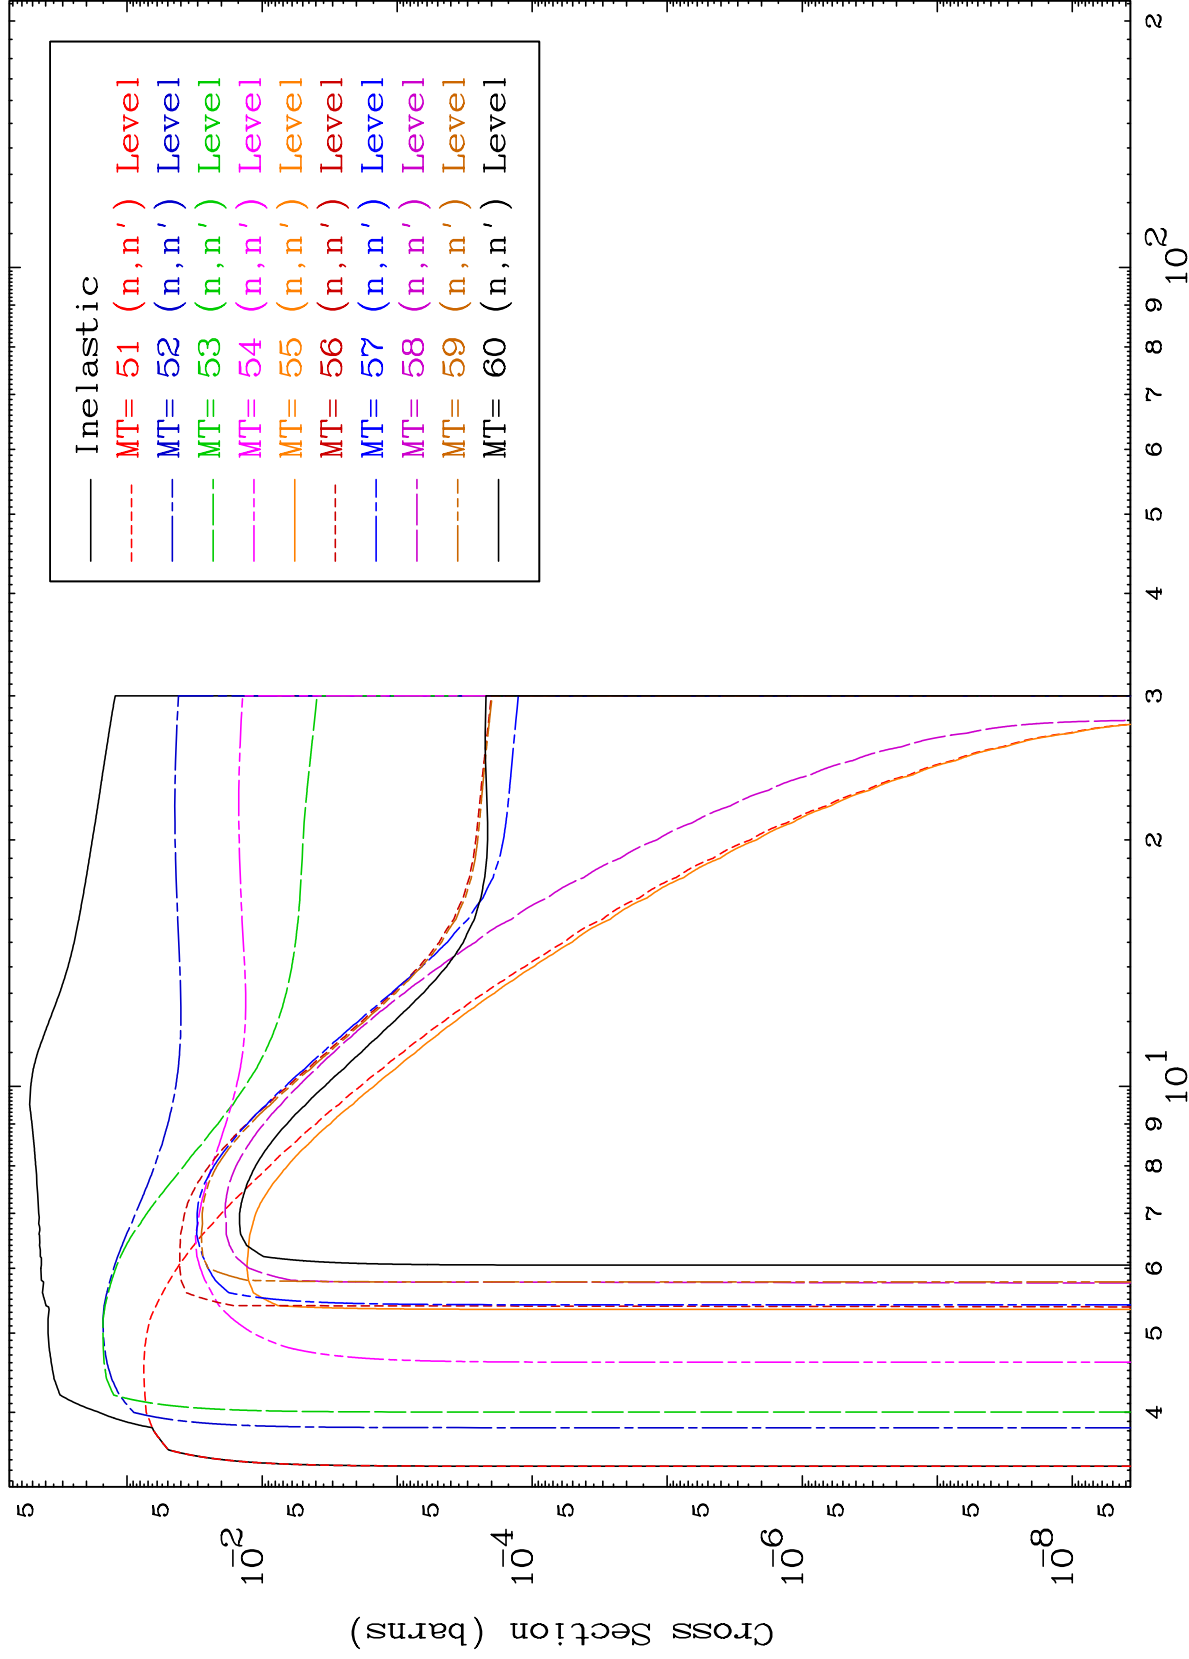 Inelastic
MT= 51 (n,n') Level
MT= 52 (n,n') Level
MT= 53 (n,n') Level
MT= 54 (n,n') Level
MT= 55 (n,n') Level
MT= 56 (n,n') Level
MT= 57 (n,n') Level
MT= 58 (n,n') Level
MT= 59 (n,n') Level
MT= 60 (n,n') Level
Cross Section (barns)
5
10^-2 5
5
10^-4 5
5
10^-6 5
5
10^-8 5
4 5 6 7 8 9 10^1 2 3 4 5 6 7 8 9 10^2 2